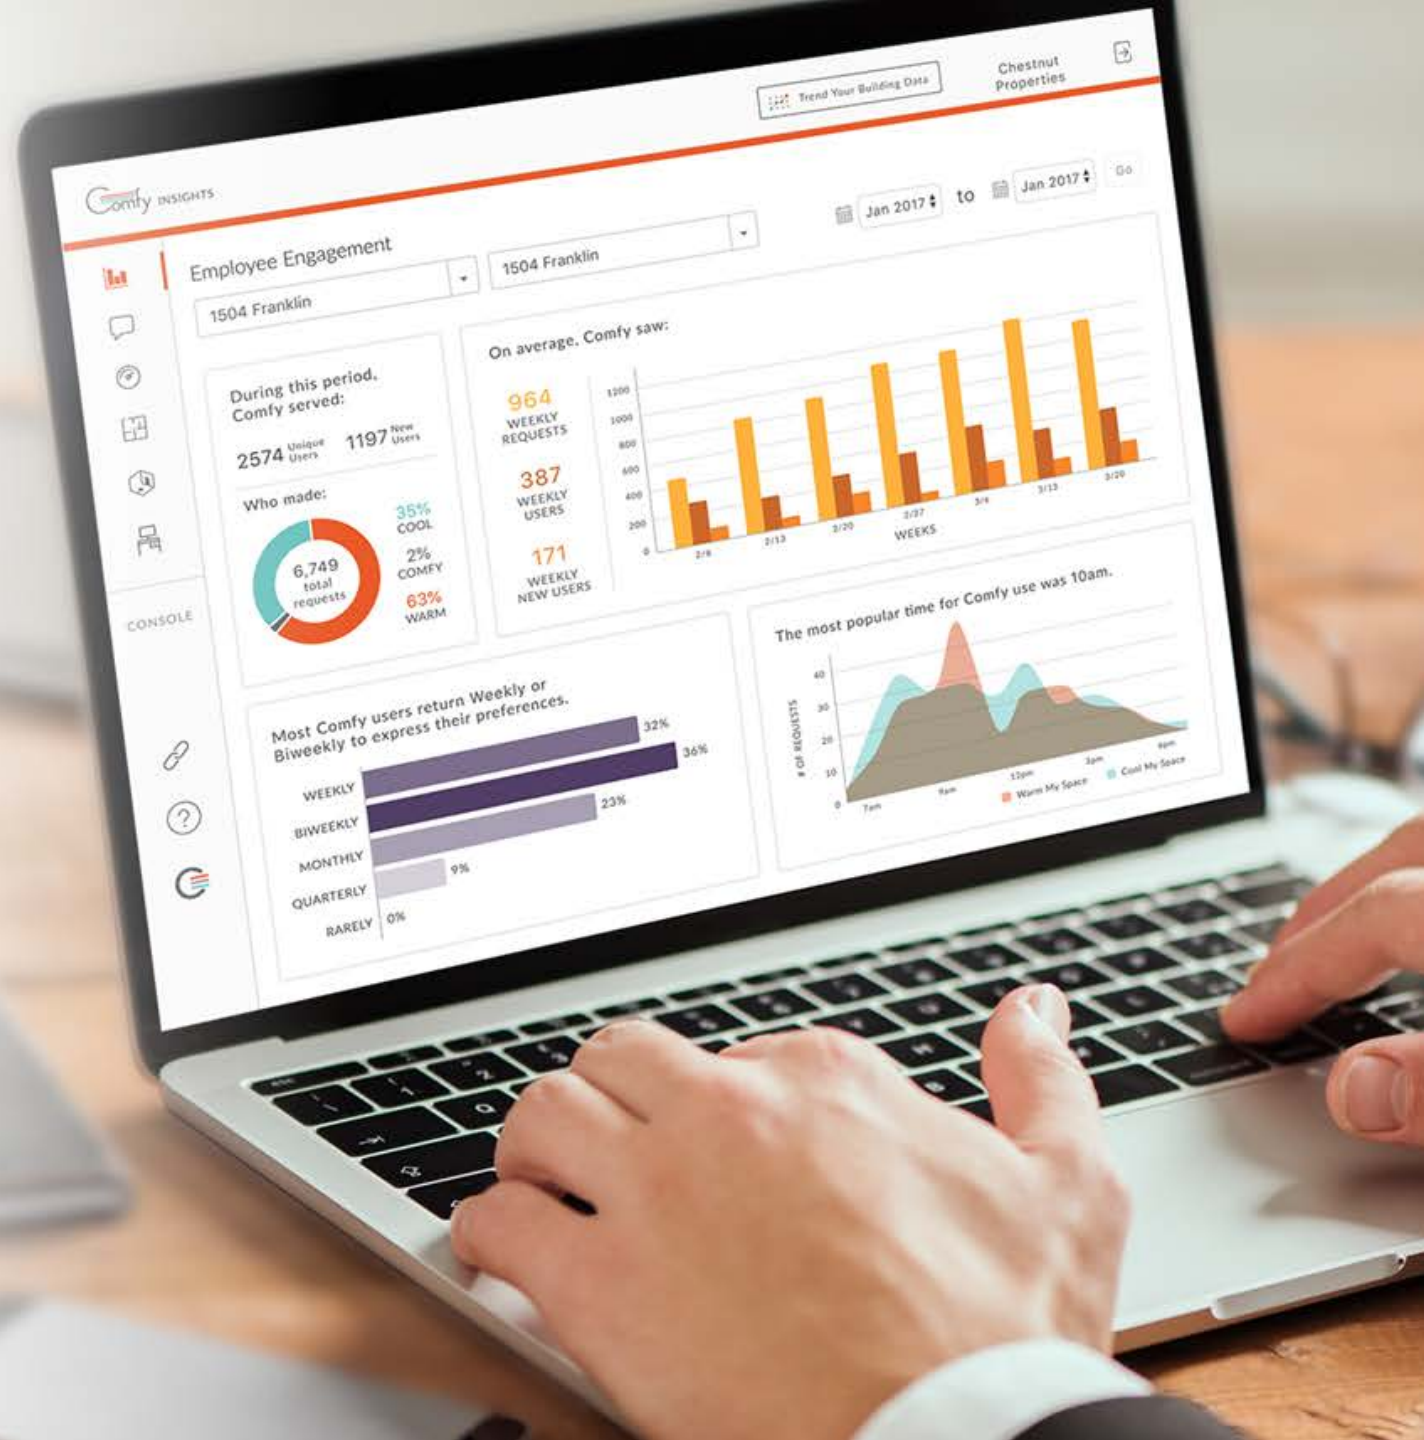 Trend Your Building Data
Chestnut
Properties
Comfy INSIGHTS
Jan 2017 to Jan 2017 Go
Employee Engagement
1504 Franklin
1504 Franklin
During this period,
Comfy served:
2574 Unique
Users
1197 New
Users
Who made:
6,749
total
requests
35%
COOL
2%
COMFY
63%
WARM
On average, Comfy saw:
964
WEEKLY
REQUESTS
387
WEEKLY
USERS
171
WEEKLY
NEW USERS
1200
1000
800
600
400
200
0
2/6
2/13
2/20
2/27
3/6
3/13
3/20
WEEKS
CONSOLE
Most Comfy users return Weekly or
Biweekly to express their preferences.
WEEKLY 32%
BIWEEKLY 36%
MONTHLY 23%
QUARTERLY 9%
RARELY 0%
The most popular time for Comfy use was 10am.
# OF REQUESTS
40
30
20
10
0
7am
9am
12pm
3pm
6pm
Warm My Space
Cool My Space
esc
1
2
3
Q
B